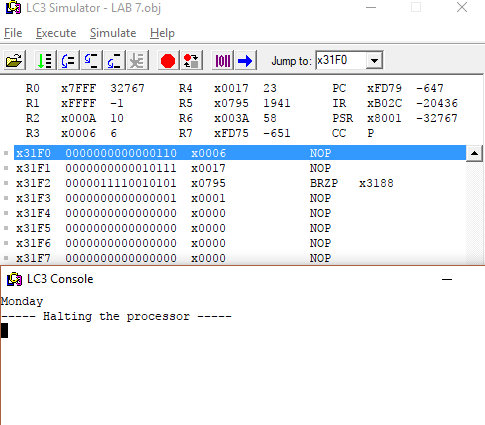 LC3 Simulator - LAB 7.obj
File Execute Simulate Help
Jump to: x31F0
R0 x7FFF 32767 R4 x0017 23 PC xFD79 -647
R1 xFFFF -1 R5 x0795 1941 IR xB02C -20436
R2 x000A 10 R6 x003A 58 PSR x8001 -32767
R3 x0006 6 R7 xFD75 -651 CC P
x31F0 0000000000000110 x0006 NOP
x31F1 0000000000010111 x0017 NOP
x31F2 0000011110010101 x0795 BRZP x3188
x31F3 0000000000000001 x0001 NOP
x31F4 0000000000000000 x0000 NOP
x31F5 0000000000000000 x0000 NOP
x31F6 0000000000000000 x0000 NOP
x31F7 0000000000000000 x0000 NOP
LC3 Console
Monday
----- Halting the processor -----